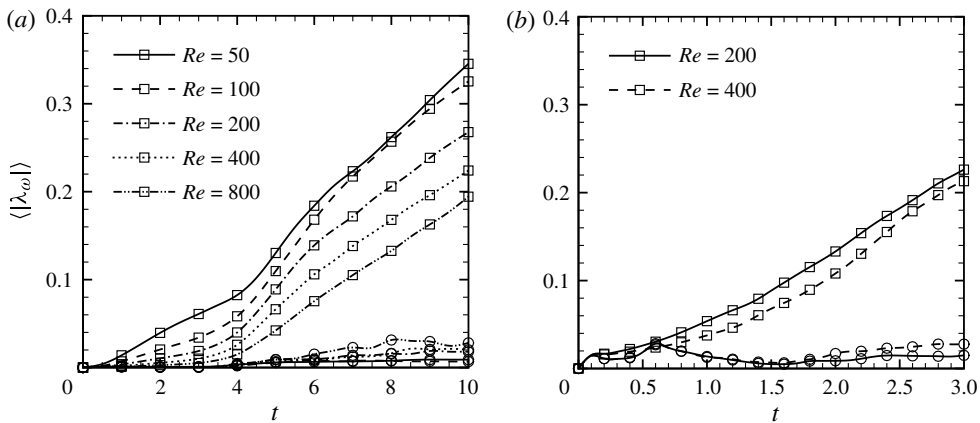 (a)
0.4
0.3
0.2
0.1
⟨|λω|⟩
Re = 50
Re = 100
Re = 200
Re = 400
Re = 800
0 2 4 6 8 10
t
(b)
0.4
0.3
0.2
0.1
Re = 200
Re = 400
0 0.5 1.0 1.5 2.0 2.5 3.0
t